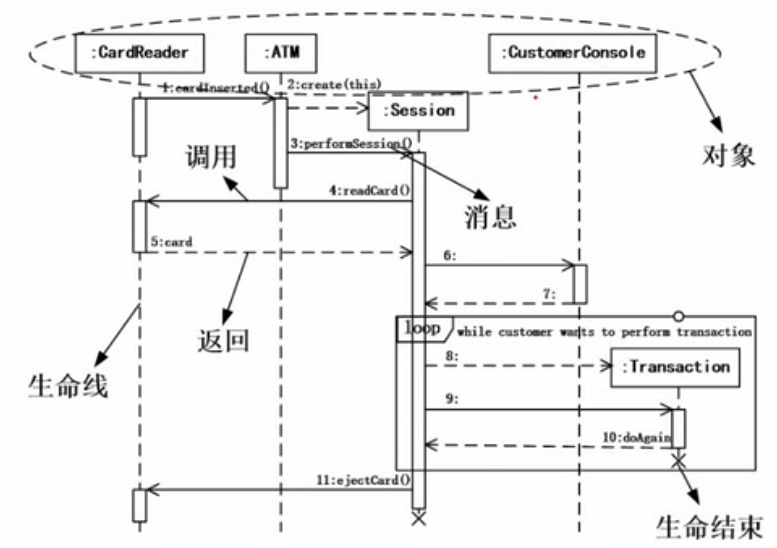 :CardReader
:ATM
:CustomerConsole
1:cardInserted()
2:create(this)
:Session
对象
3:performSession()
调用
4:readCard()
消息
5:card
6:
7:
返回
loop
while customer wants to perform transaction
8:
:Transaction
生命线
9:
10:doAgain
11:ejectCard()
生命结束